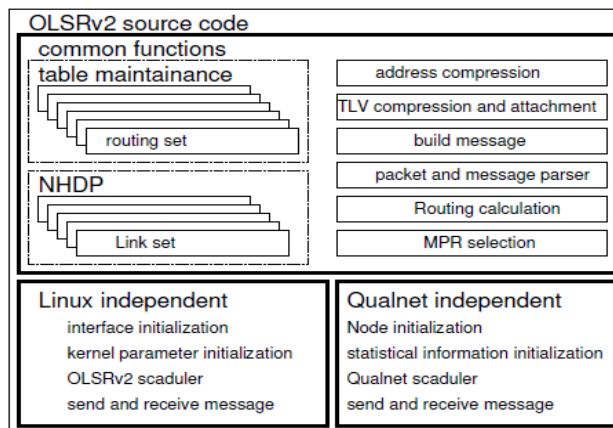 OLSRv2 source code
common functions
table maintainance
routing set
NHDP
Link set
address compression
TLV compression and attachment
build message
packet and message parser
Routing calculation
MPR selection
Linux independent
interface initialization
kernel parameter initialization
OLSRv2 scaduler
send and receive message
Qualnet independent
Node initialization
statistical information initialization
Qualnet scaduler
send and receive message